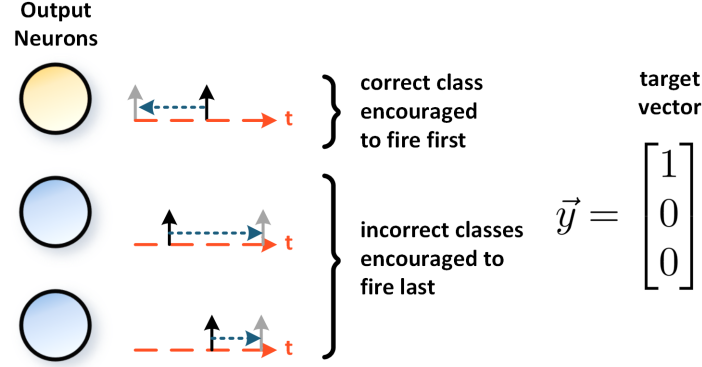 Output
Neurons
t
correct class
encouraged
to fire first
t
incorrect classes
encouraged to
fire last
t
target
vector
y⃗ =
1
0
0